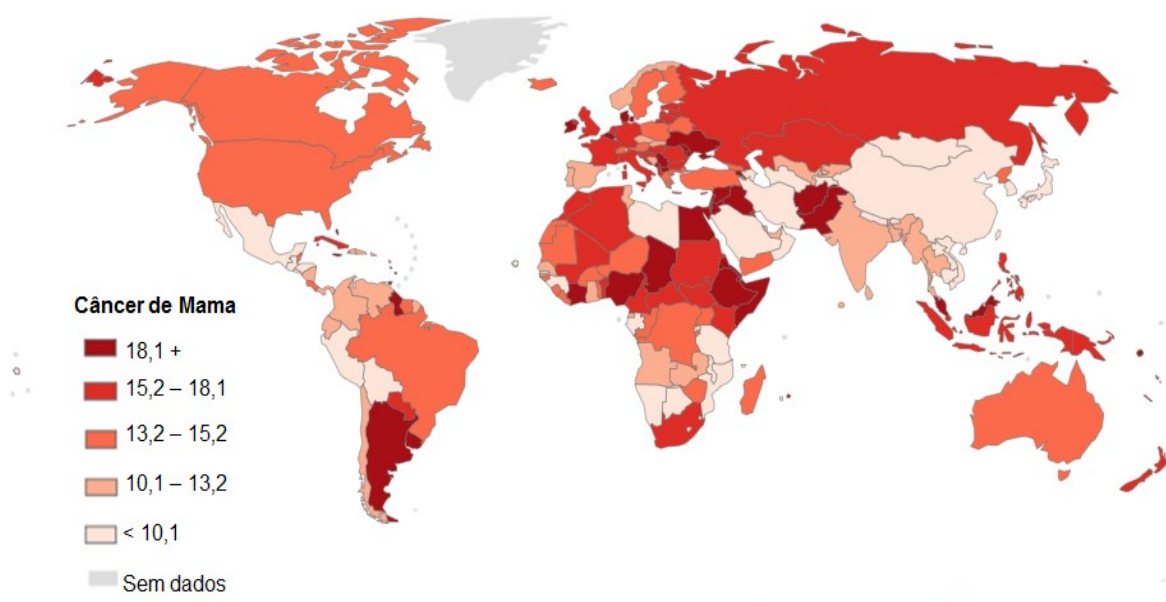 Câncer de Mama
18,1 +
15,2 – 18,1
13,2 – 15,2
10,1 – 13,2
< 10,1
Sem dados